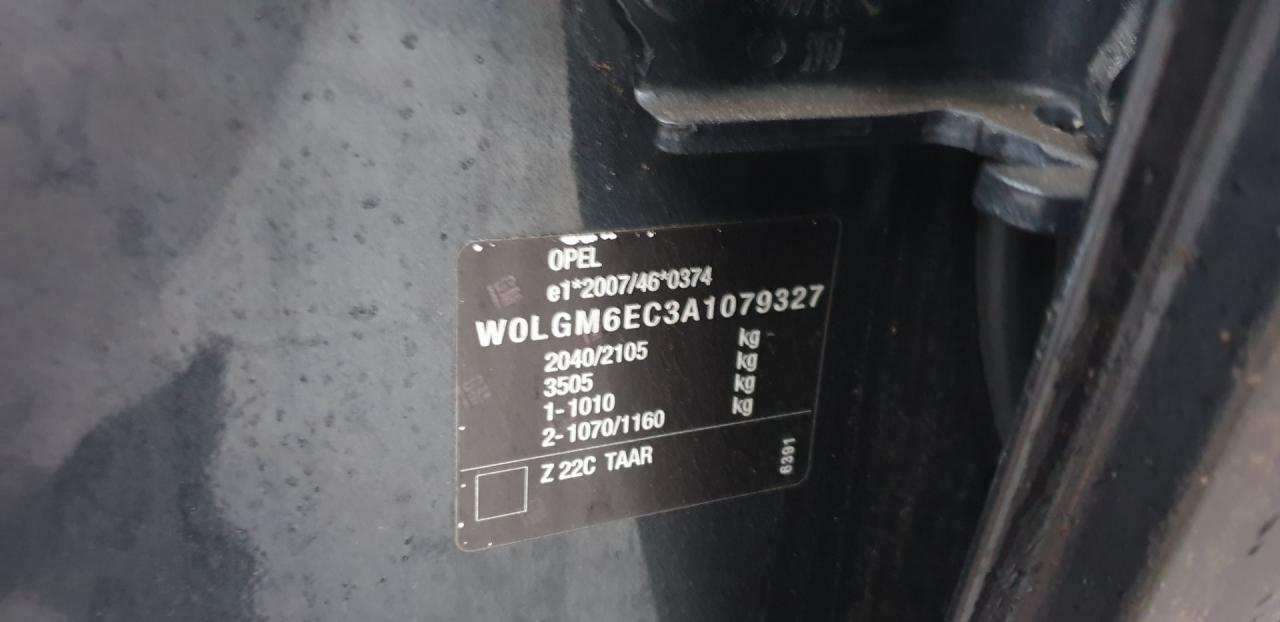 OPEL
e1*2007/46*0374
W0LGM6EC3A1079327
2040/2105 kg
3505 kg
1-1010 kg
2-1070/1160 kg
Z 22C TAAR
6391